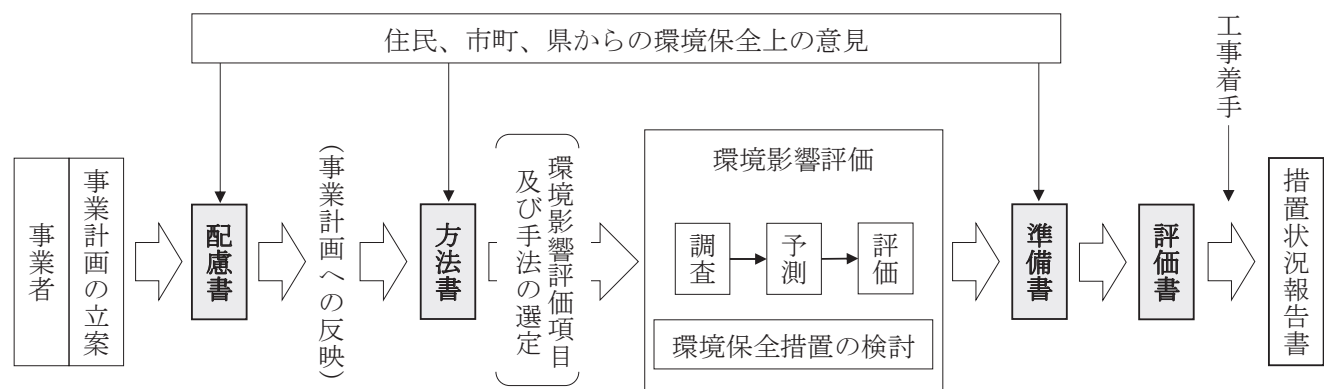 住民、市町、県からの環境保全上の意見
工事着手
事業者
事業計画の立案
配慮書
(事業計画への反映)
方法書
環境影響評価項目
及び手法の選定
環境影響評価
調査
予測
評価
環境保全措置の検討
準備書
評価書
措置状況報告書